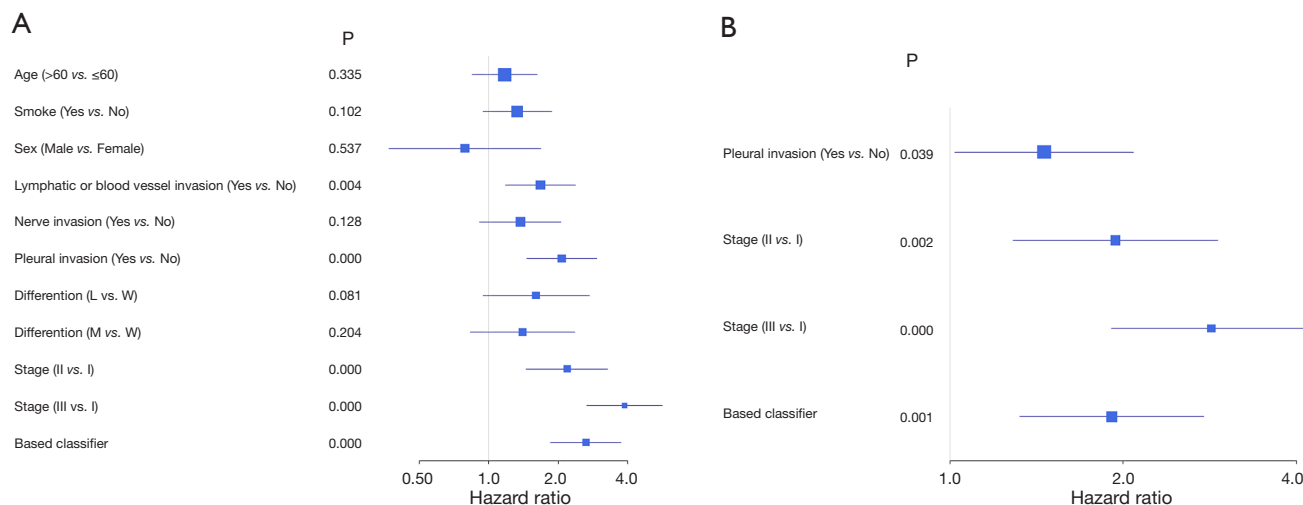 A
P
Age (>60 vs. ≤60) 0.335
Smoke (Yes vs. No) 0.102
Sex (Male vs. Female) 0.537
Lymphatic or blood vessel invasion (Yes vs. No) 0.004
Nerve invasion (Yes vs. No) 0.128
Pleural invasion (Yes vs. No) 0.000
Differention (L vs. W) 0.081
Differention (M vs. W) 0.204
Stage (II vs. I) 0.000
Stage (III vs. I) 0.000
Based classifier 0.000
0.50 1.0 2.0 4.0
Hazard ratio
B
P
Pleural invasion (Yes vs. No) 0.039
Stage (II vs. I) 0.002
Stage (III vs. I) 0.000
Based classifier 0.001
1.0 2.0 4.0
Hazard ratio